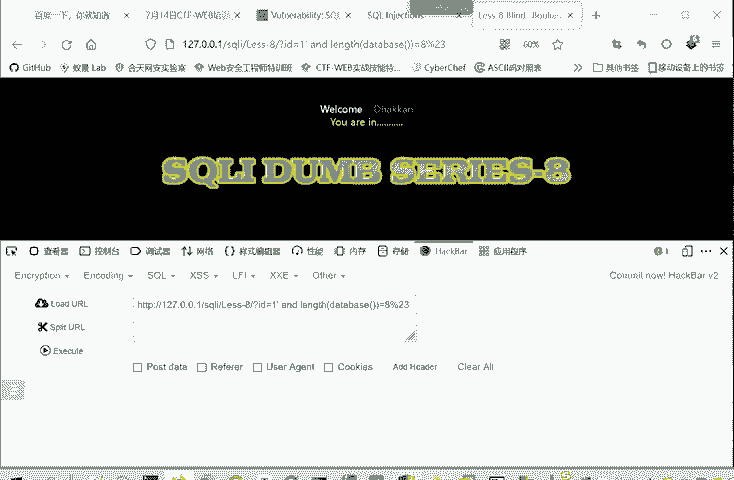 百度一下，你就知道
7月14日CTF-WEB培训
Vulnerability: SQL
SQL Injections
Less-8 Blind- Boolian
127.0.0.1/sqli/Less-8/?id=1' and length(database())=8%23
60%
GitHub
蚁景 Lab
合天网安实验室
Web安全工程师特训班
CTF-WEB实战技能特...
CyberChef
ASCII码对照表
其他书签
移动设备上的书签
Welcome Dhakkan
You are in...........
SQLI DUMB SERIES-8
查看器
控制台
调试器
网络
样式编辑器
性能
内存
存储
HackBar
应用程序
1
Encryption
Encoding
SQL
XSS
LFI
XXE
Other
Commit now! HackBar v2
Load URL
http://127.0.0.1/sqli/Less-8/?id=1' and length(database())=8%23
Split URL
Execute
Post data
Referer
User Agent
Cookies
Add Header
Clear All